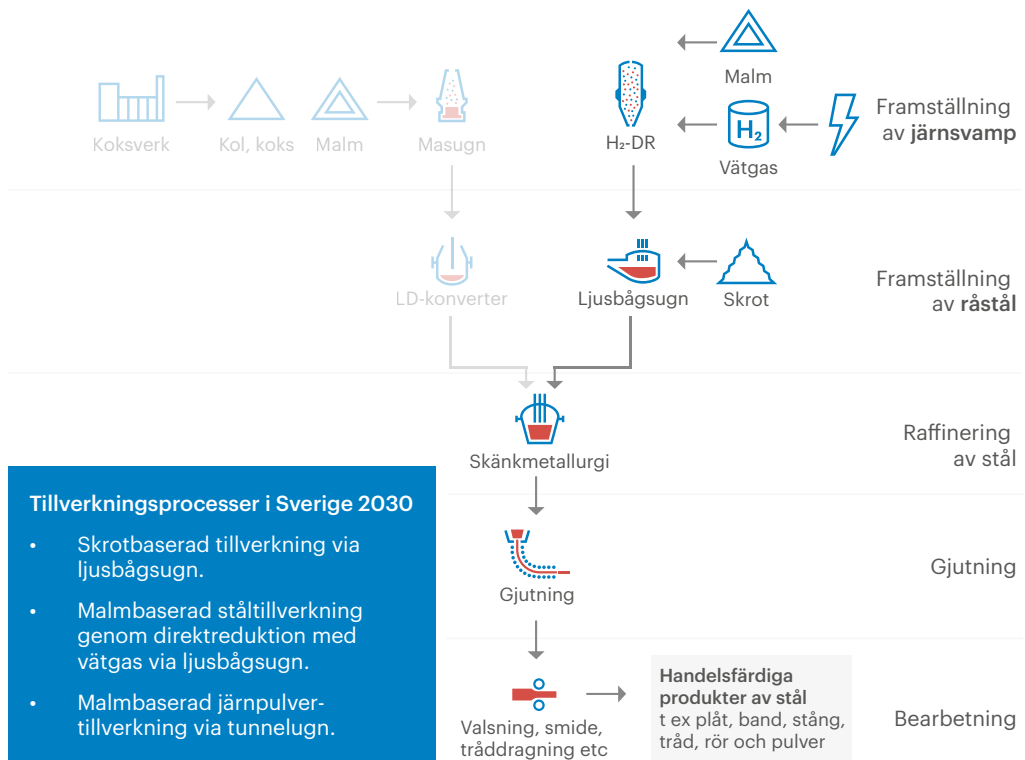 Malm
Framställning
av järnsvamp
Koksverk
Kol, koks
Malm
Masugn
H₂-DR
H₂
Vätgas
LD-konverter
Ljusbågsugn
Skrot
Framställning
av råstål
Skänkmetallurgi
Raffinering
av stål
Gjutning
Gjutning
Tillverkningsprocesser i Sverige 2030
• Skrotbaserad tillverkning via
ljusbågsugn.
• Malmbaserad ståltillverkning
genom direktreduktion med
vätgas via ljusbågsugn.
• Malmbaserad järnpulver-
tillverkning via tunnelugn.
Valsning, smide,
tråddragning etc
Handelsfärdiga
produkter av stål
t ex plåt, band, stång,
tråd, rör och pulver
Bearbetning